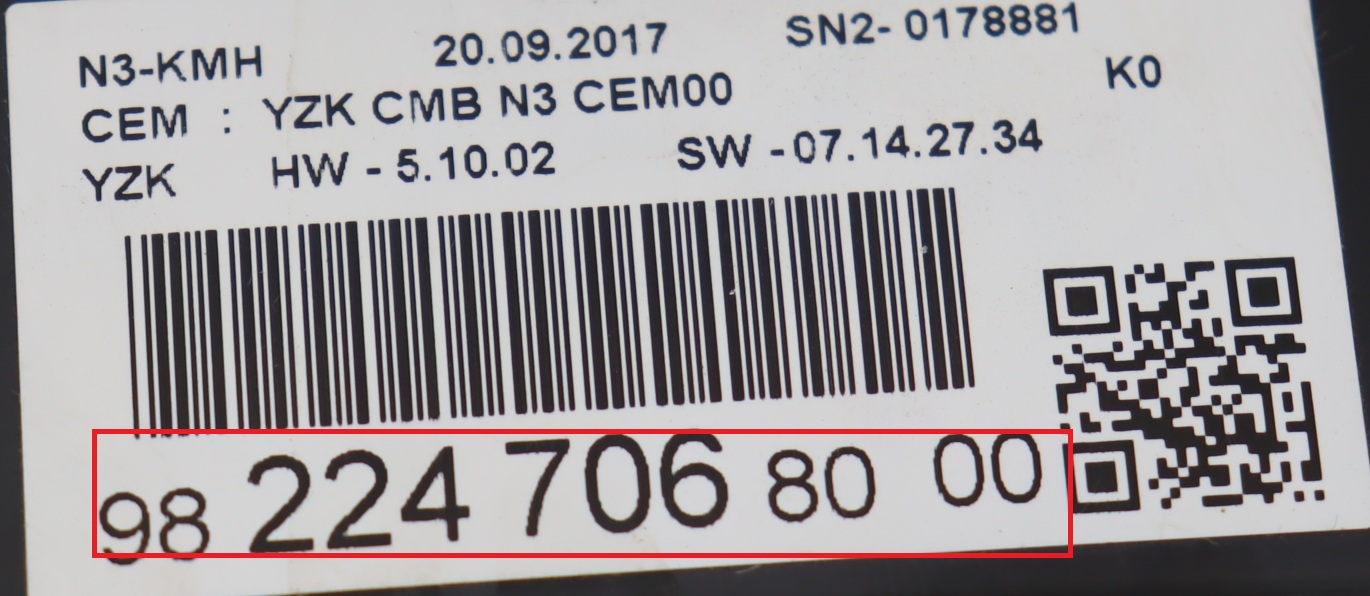 N3-KMH 20.09.2017 SN2- 0178881
CEM : YZK CMB N3 CEM00 K0
YZK HW - 5.10.02 SW -07.14.27.34
98 224 706 80 00